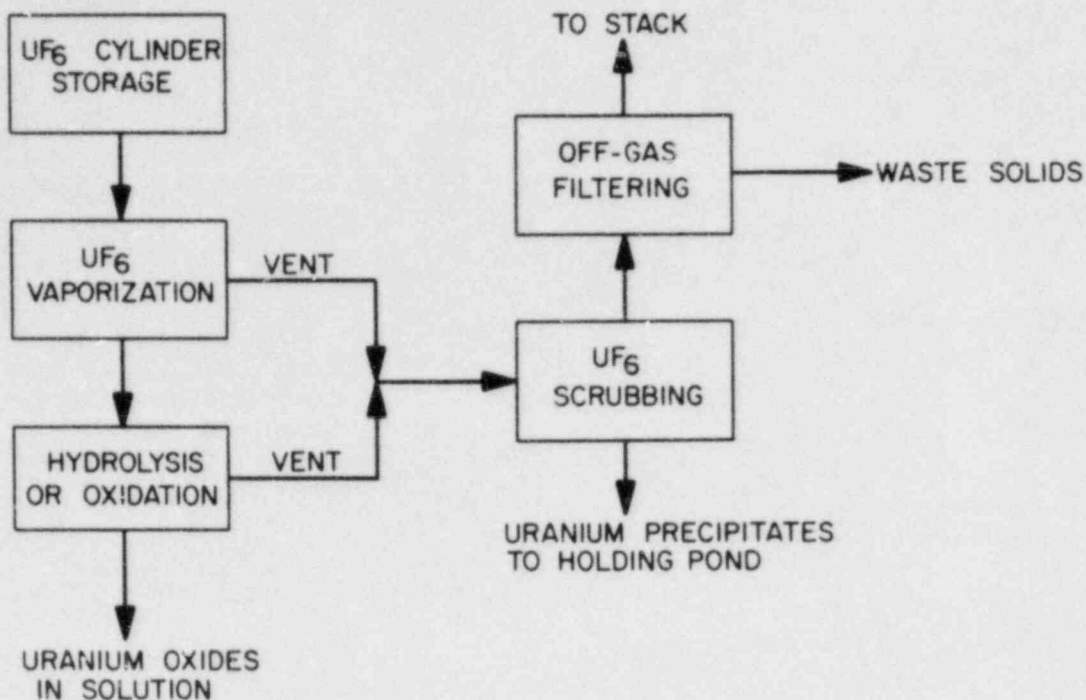 UF6 CYLINDER
STORAGE
UF6
VAPORIZATION
VENT
HYDROLYSIS
OR OXIDATION
VENT
URANIUM OXIDES
IN SOLUTION
TO STACK
OFF-GAS
FILTERING
WASTE SOLIDS
UF6
SCRUBBING
URANIUM PRECIPITATES
TO HOLDING POND